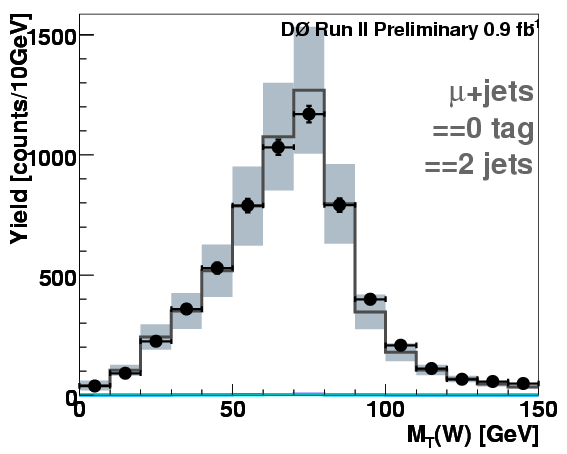 DØ Run II Preliminary 0.9 fb⁻¹
μ+jets
==0 tag
==2 jets
Yield [counts/10GeV]
1500
1000
500
0
0 50 100 150
M_T(W) [GeV]